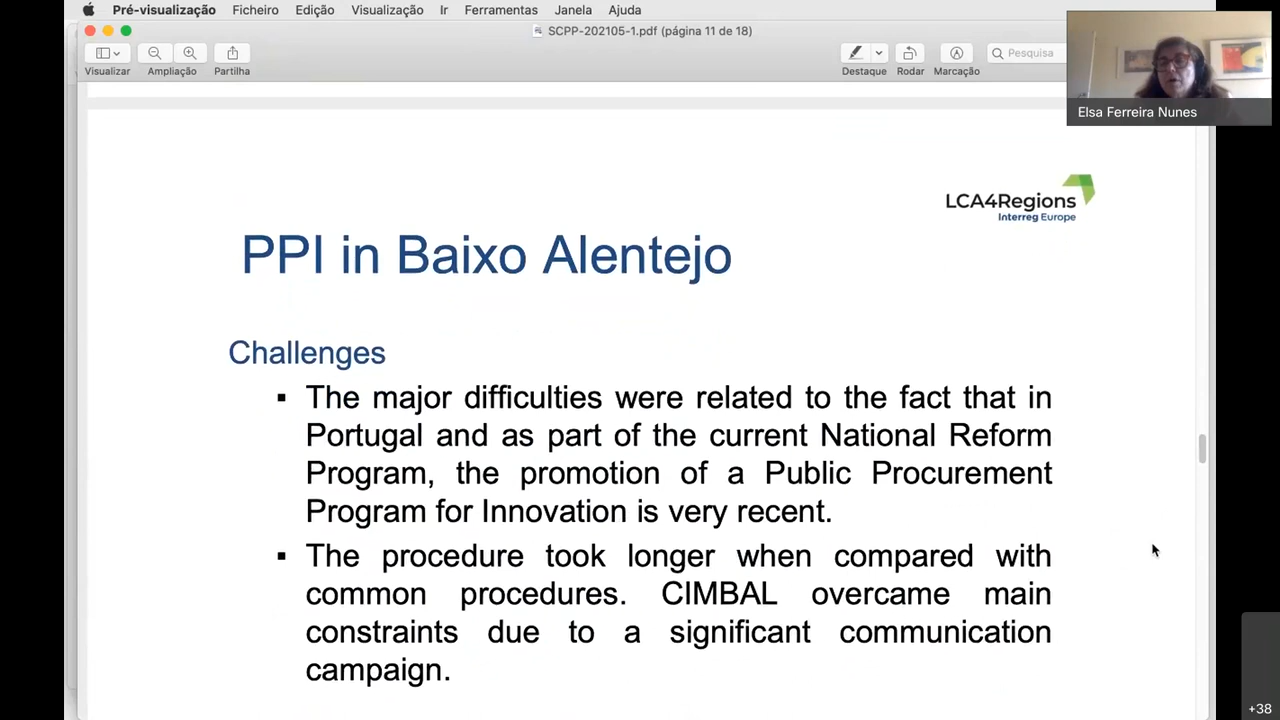 Pré-visualização Ficheiro Edição Visualização Ir Ferramentas Janela Ajuda
SCPP-202105-1.pdf (página 11 de 18)
Visualizar Ampliação Partilha Destaque Rodar Marcação Pesquisa
Elsa Ferreira Nunes
LCA4Regions
Interreg Europe
PPI in Baixo Alentejo
Challenges
▪ The major difficulties were related to the fact that in
Portugal and as part of the current National Reform
Program, the promotion of a Public Procurement
Program for Innovation is very recent.
▪ The procedure took longer when compared with
common procedures. CIMBAL overcame main
constraints due to a significant communication
campaign.
+38